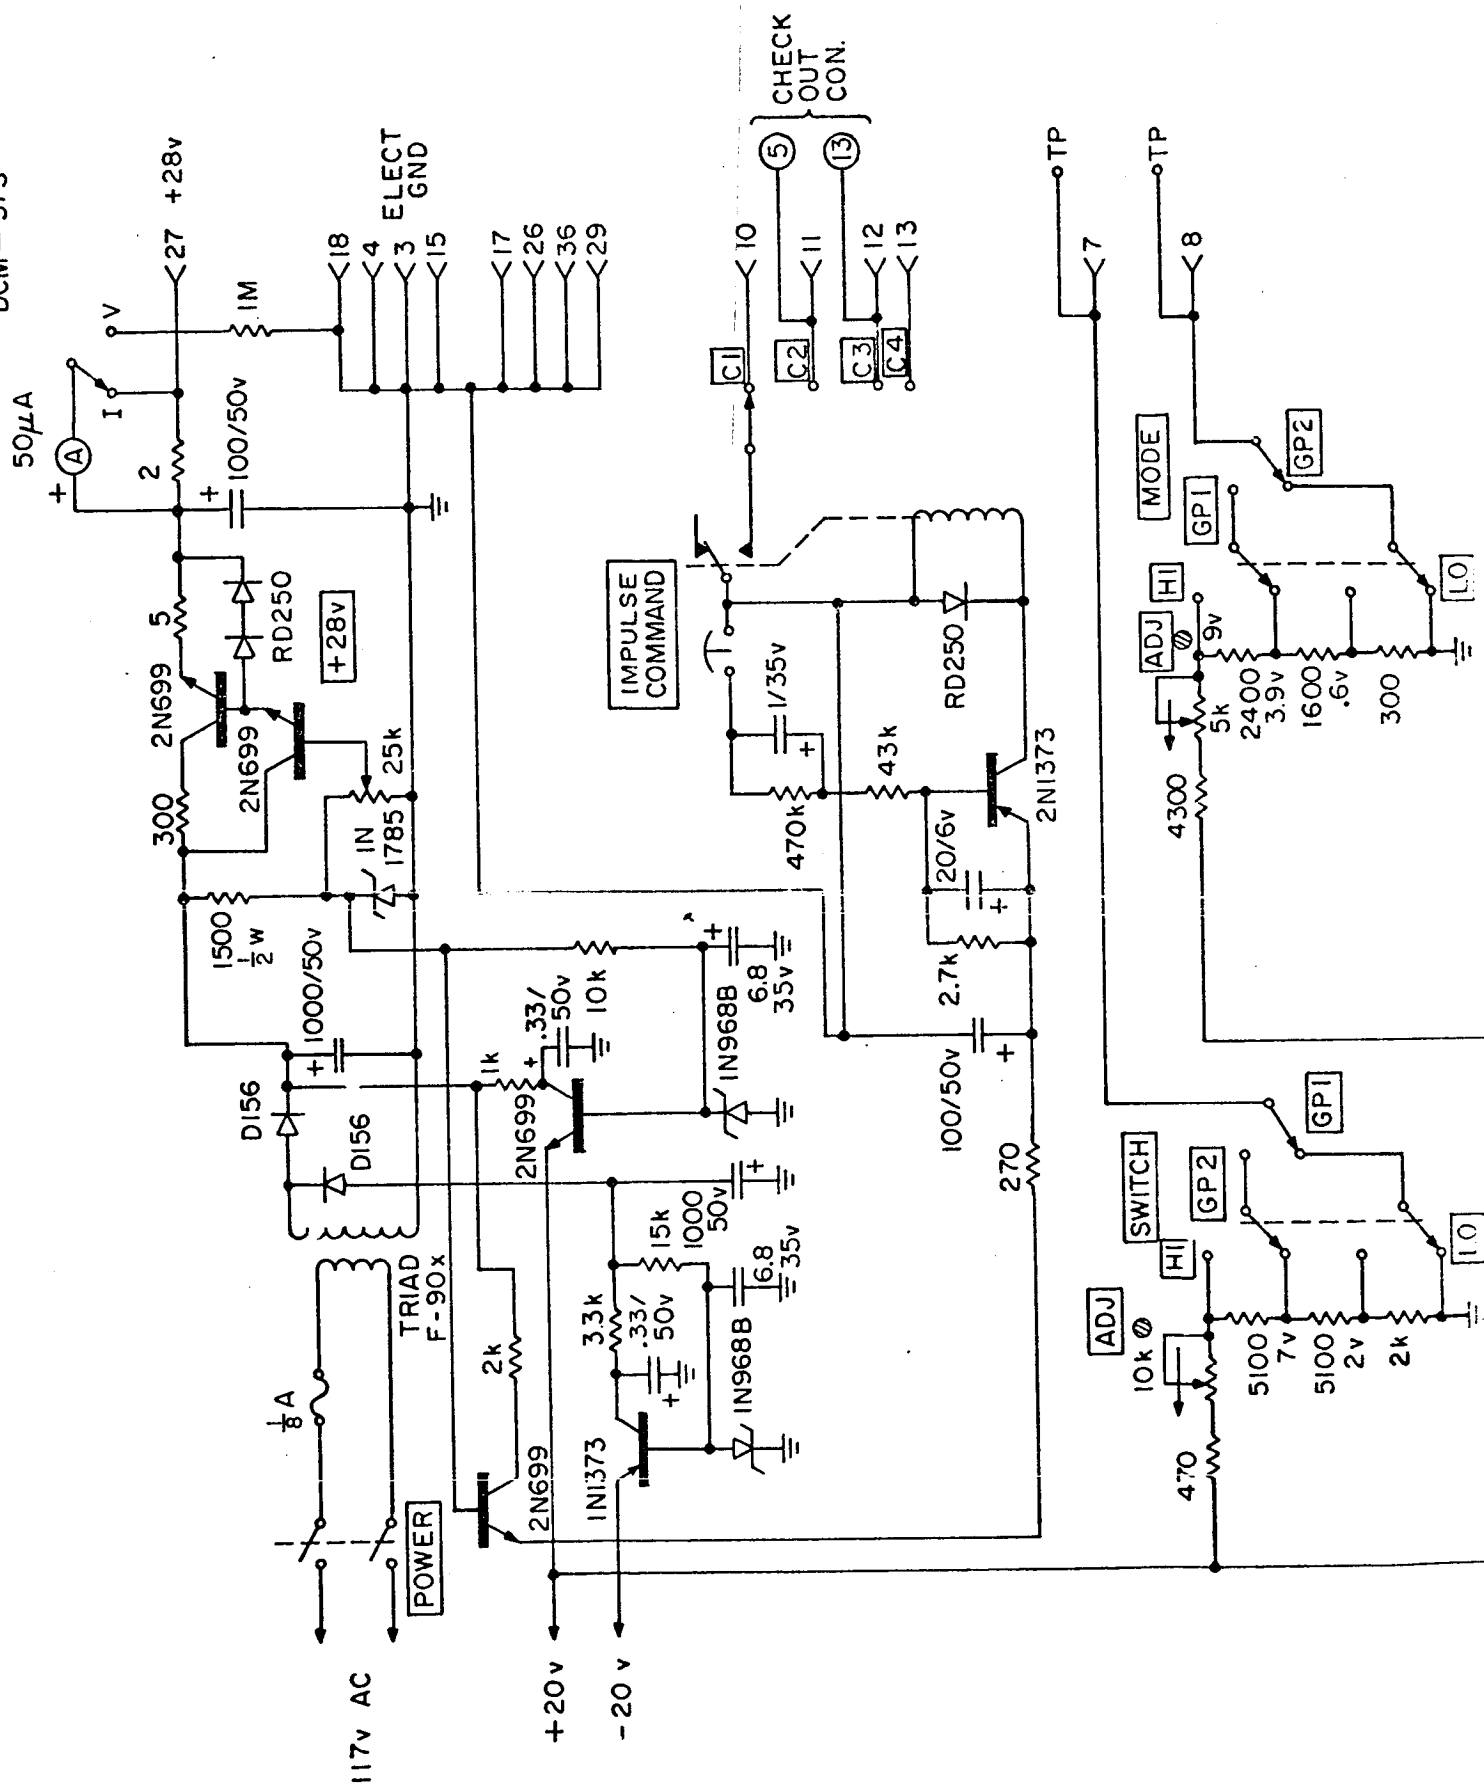 50μA
A
+
V
I
27 +28v
1M
18
4
3
15
ELECT
GND
17
26
36
29
2
+
100/50v
5
RD250
+28v
2N699
2N699
300
25k
1N
1785
1500
½w
1000/50v
+
D156
D156
TRIAD
F-90x
⅛A
POWER
117v AC
+20v
-20v
1k
+
.33/
50v
10k
2N699
+
6.8
35v
1N968B
15k
1000
50v
+
3.3k
.33/
50v
+
6.8
35v
1N968B
1N1373
2k
2N699
IMPULSE
COMMAND
C1
C2
C3
C4
10
11
12
13
5
13
CHECK
OUT
CON.
1/35v
+
470k
43k
RD250
2N1373
20/6v
+
2.7k
100/50v
+
270
TP
7
TP
8
MODE
GP1
GP2
HI
LO
ADJ
9v
5k
2400
3.9v
1600
.6v
300
4300
SWITCH
GP2
GP1
HI
LO
ADJ
10k
5100
7v
5100
2v
2k
470